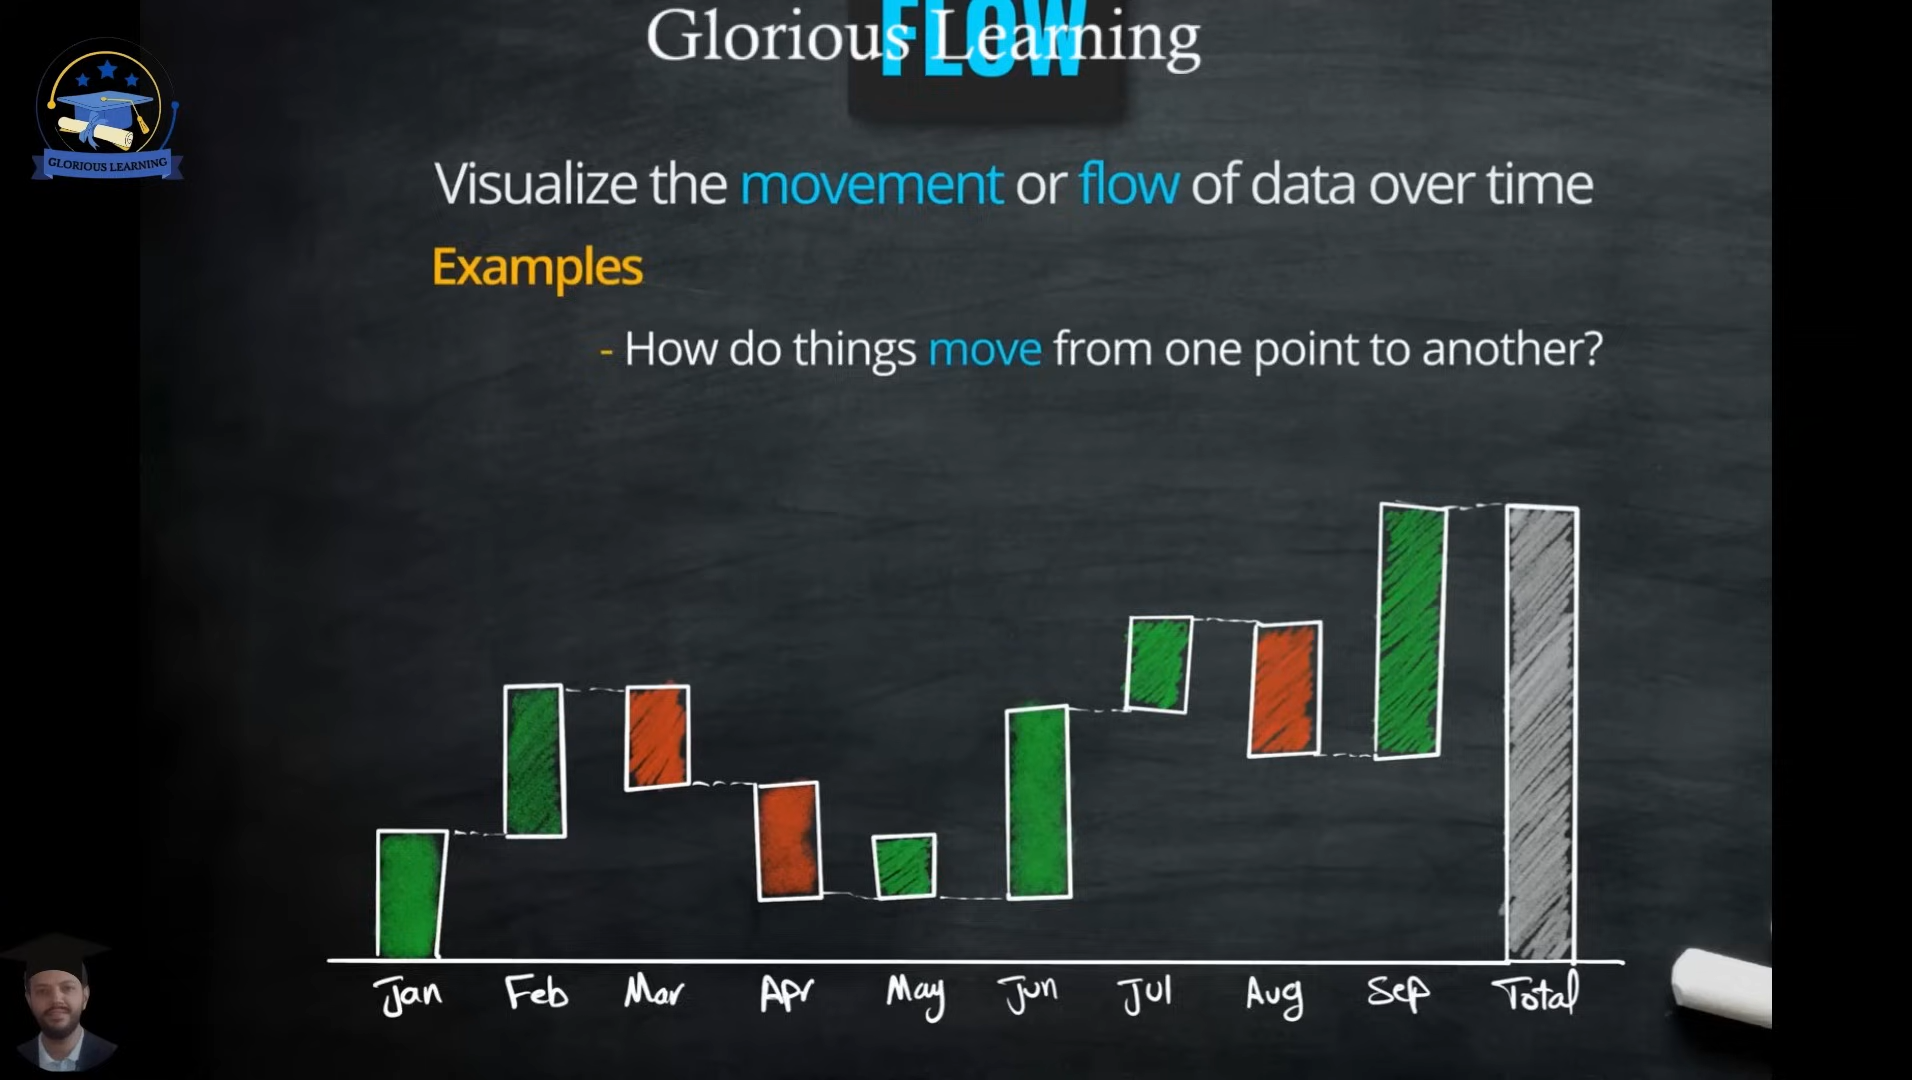 FLOW
Glorious Learning
GLORIOUS LEARNING
Visualize the movement or flow of data over time
Examples
- How do things move from one point to another?
Jan Feb Mar Apr May Jun Jul Aug Sep Total